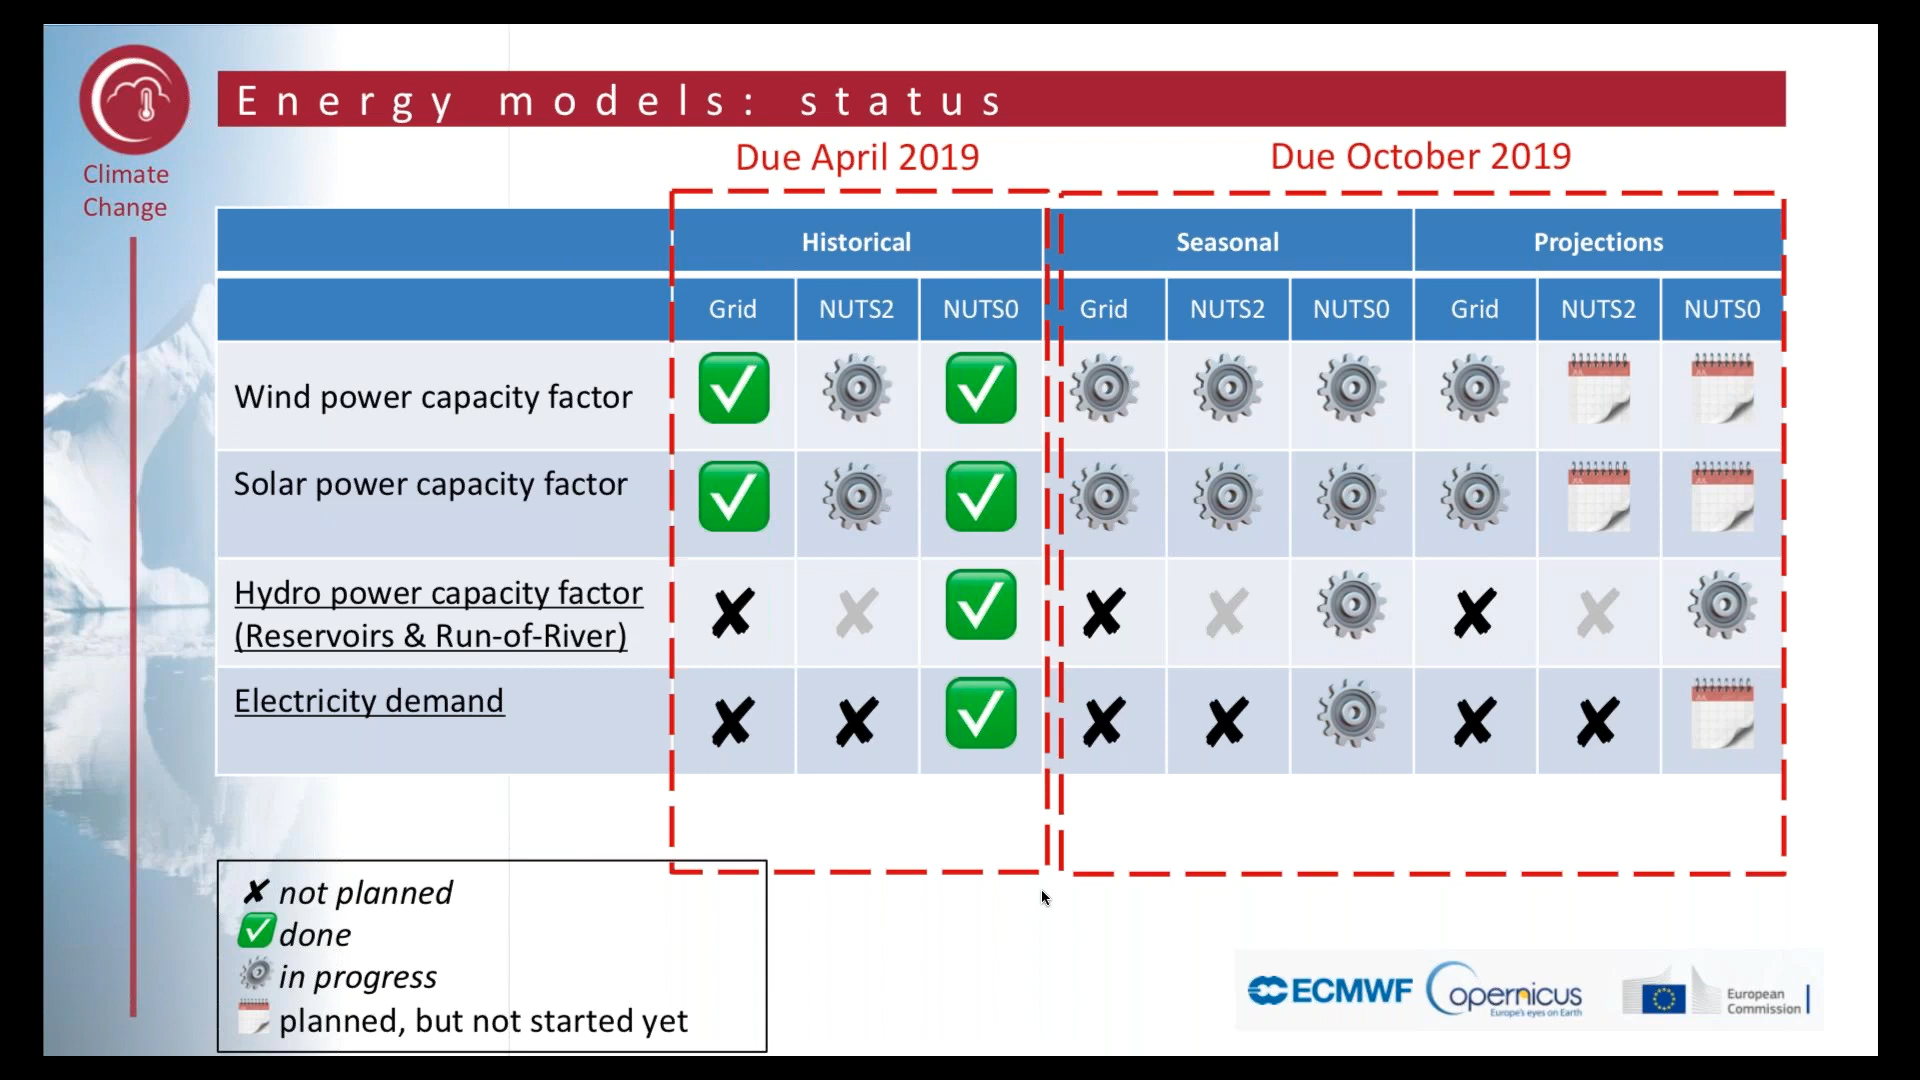 Energy models: status
Climate
Change
Due April 2019
Due October 2019
Historical
Seasonal
Projections
Grid
NUTS2
NUTS0
Grid
NUTS2
NUTS0
Grid
NUTS2
NUTS0
Wind power capacity factor
Solar power capacity factor
Hydro power capacity factor
(Reservoirs & Run-of-River)
Electricity demand
not planned
done
in progress
planned, but not started yet
ECMWF
Copernicus
Europe's eyes on Earth
European
Commission